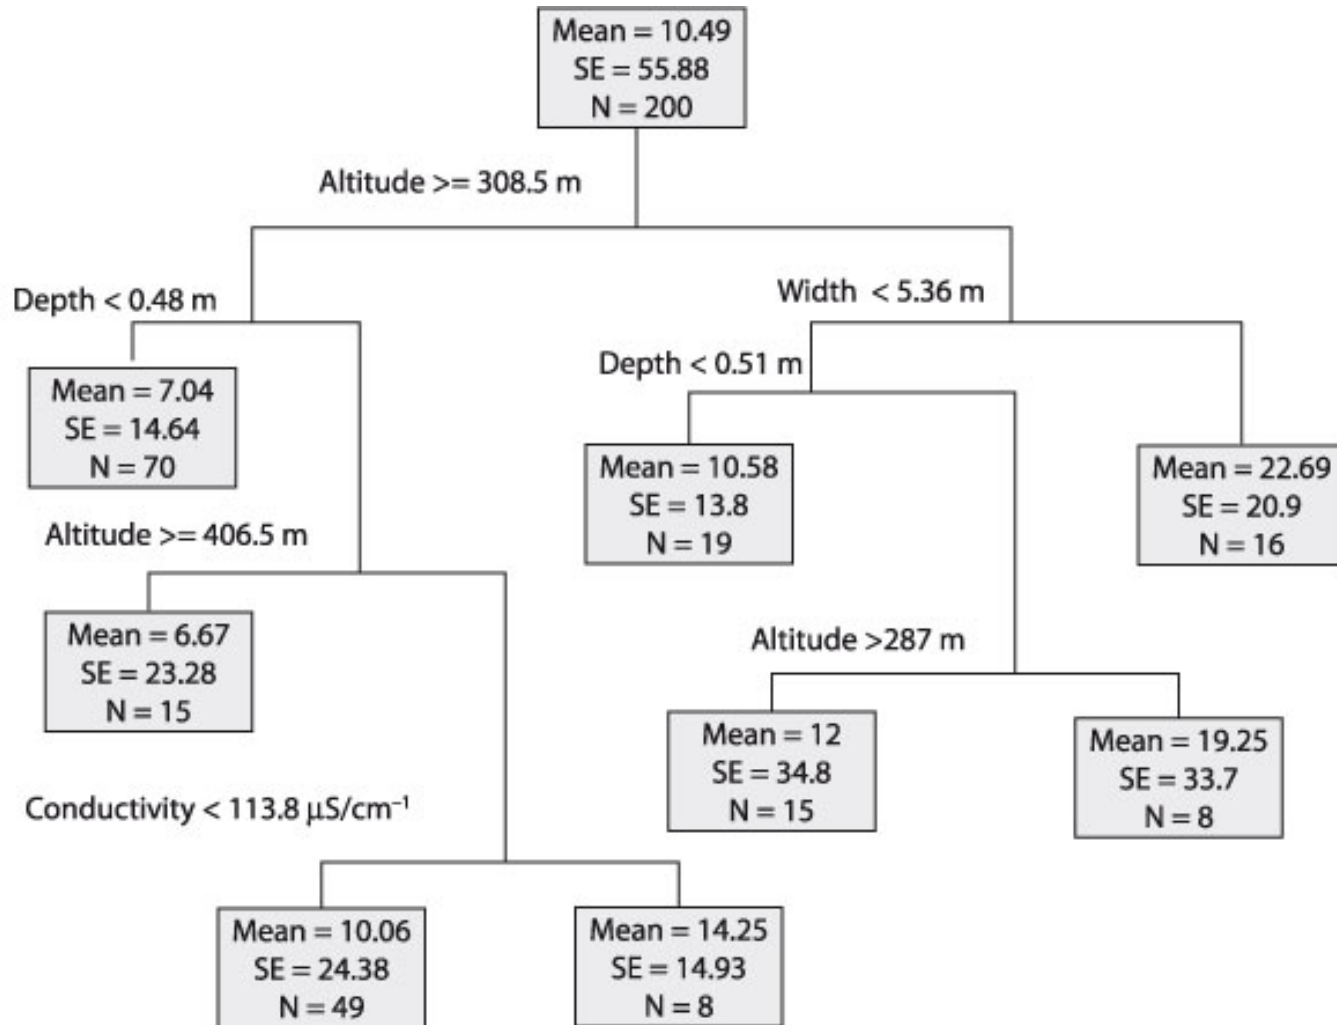 Mean = 10.49
SE = 55.88
N = 200
Altitude >= 308.5 m
Depth < 0.48 m
Width < 5.36 m
Depth < 0.51 m
Mean = 7.04
SE = 14.64
N = 70
Mean = 10.58
SE = 13.8
N = 19
Mean = 22.69
SE = 20.9
N = 16
Altitude >= 406.5 m
Mean = 6.67
SE = 23.28
N = 15
Altitude >287 m
Mean = 12
SE = 34.8
N = 15
Mean = 19.25
SE = 33.7
N = 8
Conductivity < 113.8 µS/cm⁻¹
Mean = 10.06
SE = 24.38
N = 49
Mean = 14.25
SE = 14.93
N = 8